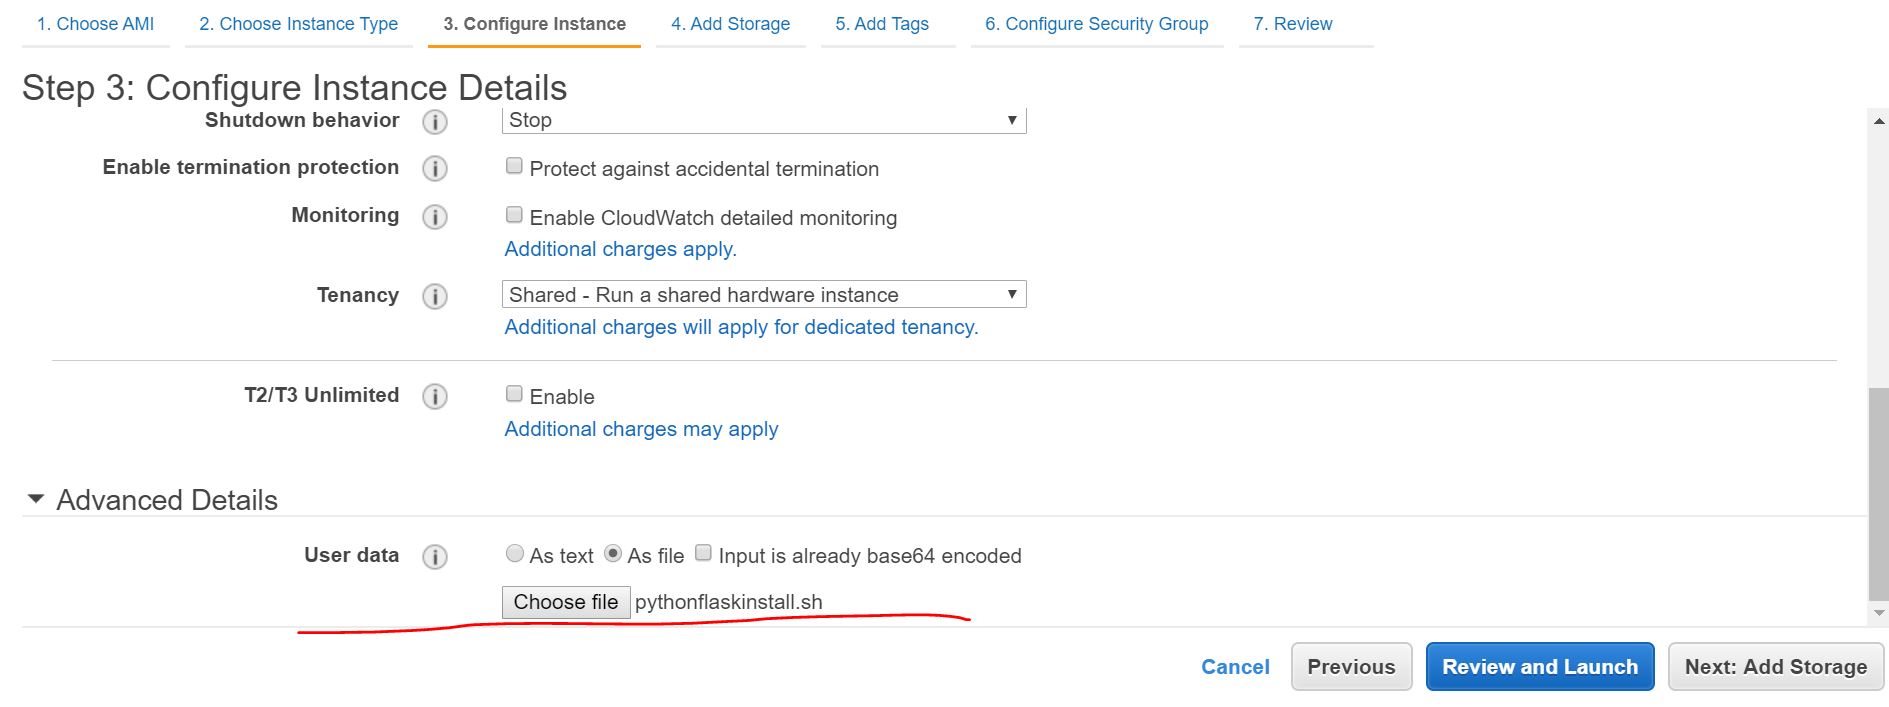 1. Choose AMI 2. Choose Instance Type 3. Configure Instance 4. Add Storage 5. Add Tags 6. Configure Security Group 7. Review
Step 3: Configure Instance Details
Shutdown behavior i Stop
Enable termination protection i Protect against accidental termination
Monitoring i Enable CloudWatch detailed monitoring
Additional charges apply.
Tenancy i Shared - Run a shared hardware instance
Additional charges will apply for dedicated tenancy.
T2/T3 Unlimited i Enable
Additional charges may apply
Advanced Details
User data i As text As file Input is already base64 encoded
Choose file pythonflaskinstall.sh
Cancel Previous Review and Launch Next: Add Storage